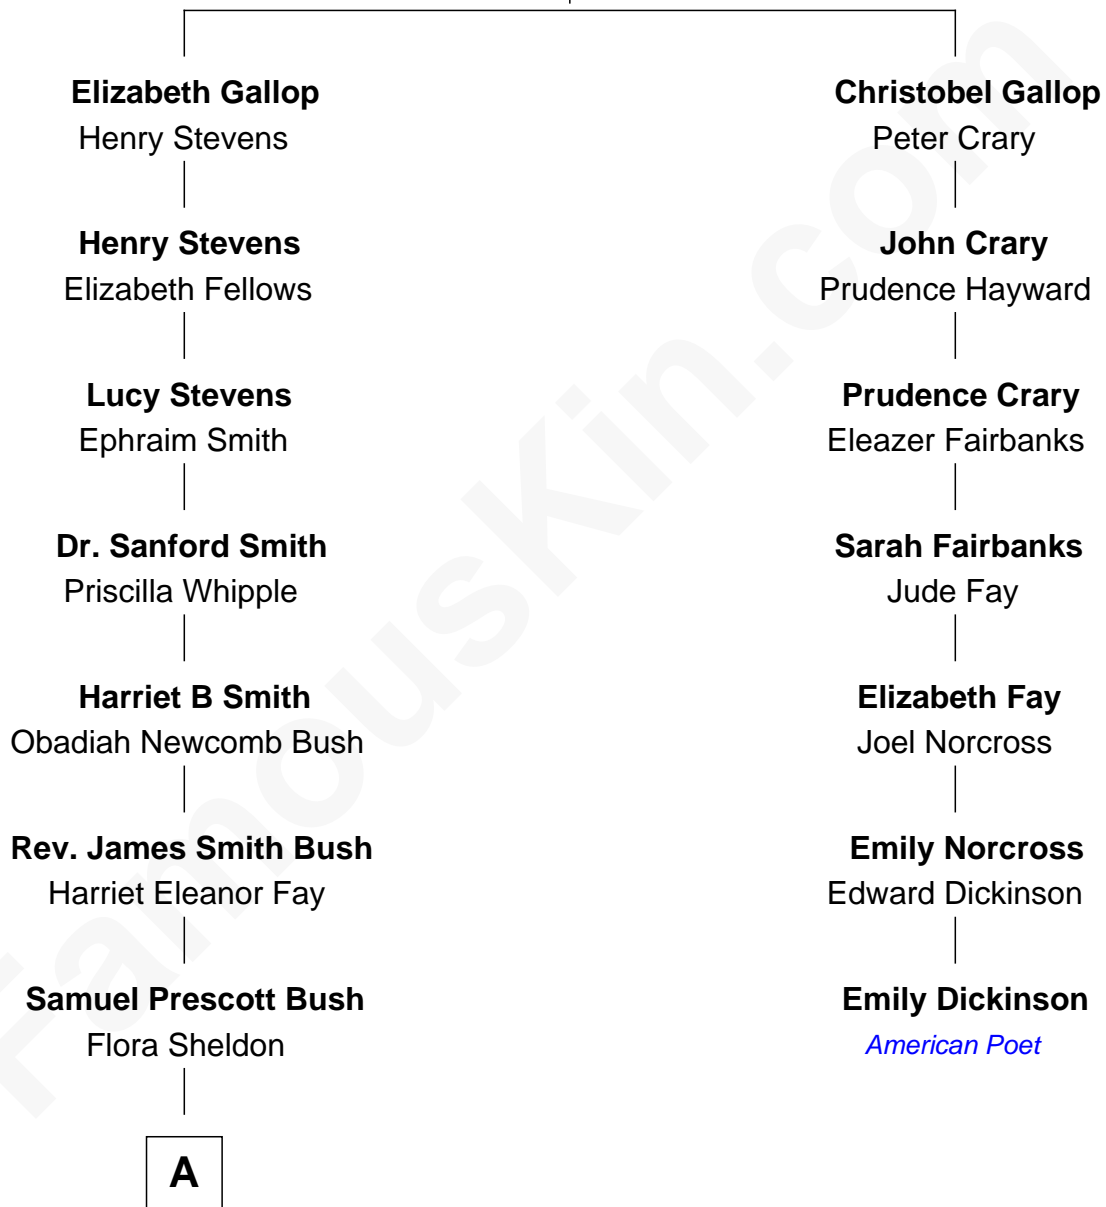 Elizabeth Gallop
Henry Stevens
Henry Stevens
Elizabeth Fellows
Lucy Stevens
Ephraim Smith
Dr. Sanford Smith
Priscilla Whipple
Harriet B Smith
Obadiah Newcomb Bush
Rev. James Smith Bush
Harriet Eleanor Fay
Samuel Prescott Bush
Flora Sheldon
A
Christobel Gallop
Peter Crary
John Crary
Prudence Hayward
Prudence Crary
Eleazer Fairbanks
Sarah Fairbanks
Jude Fay
Elizabeth Fay
Joel Norcross
Emily Norcross
Edward Dickinson
Emily Dickinson
American Poet
FamousKin.com